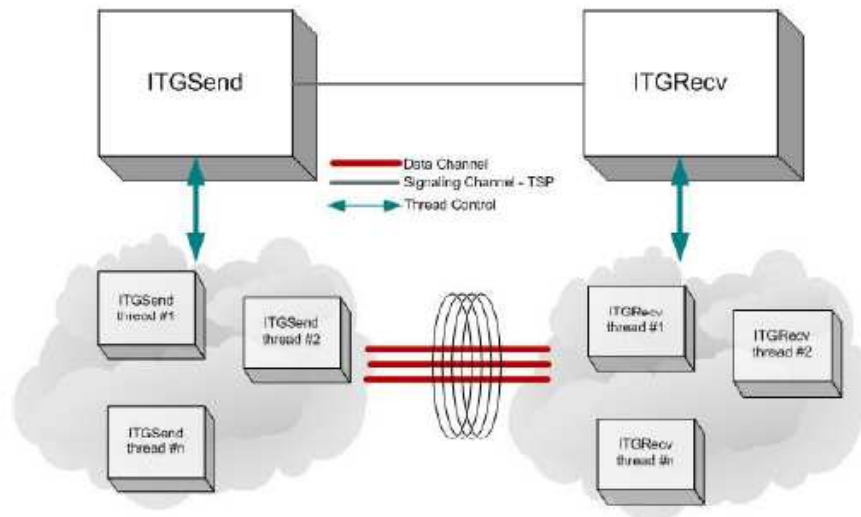 ITGSend
ITGRecv
Data Channel
Signaling Channel - TSP
Thread Control
ITGSend
thread #1
ITGSend
thread #2
ITGSend
thread #n
ITGRecv
thread #1
ITGRecv
thread #2
ITGRecv
thread #n